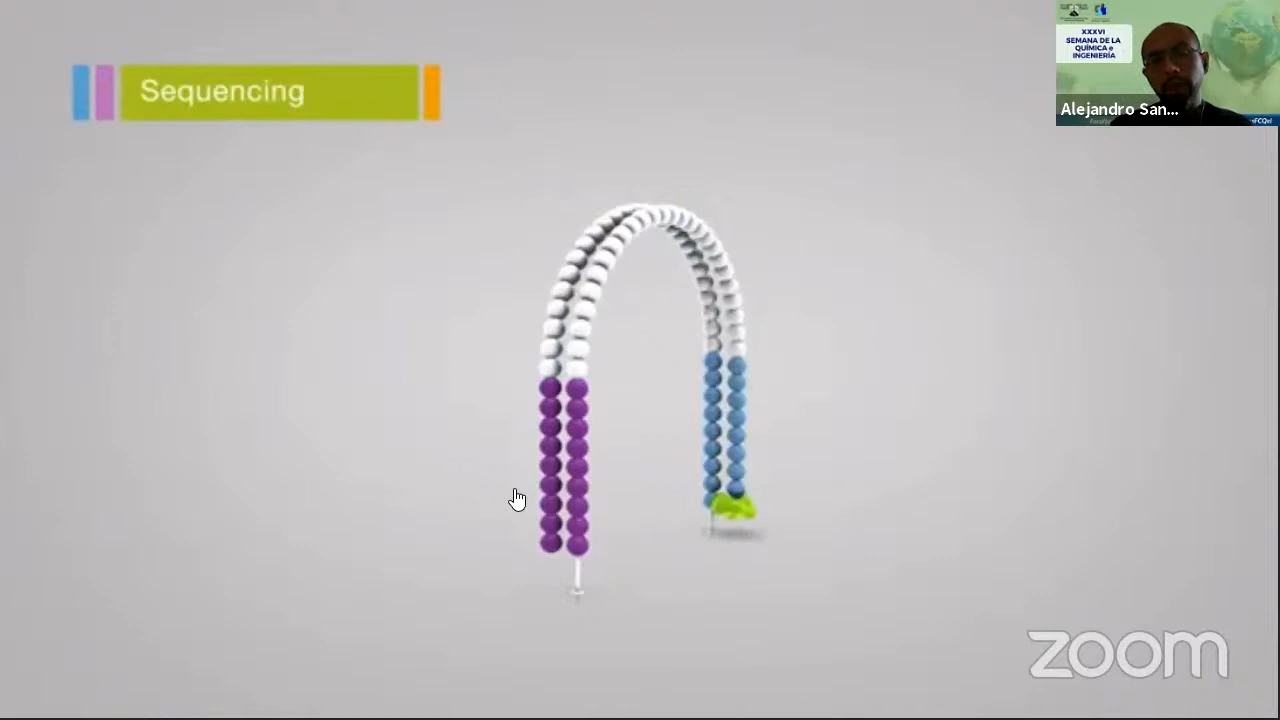 Sequencing
XXXVI
SEMANA DE LA
QUÍMICA e
INGENIERÍA
Alejandro San...
zoom